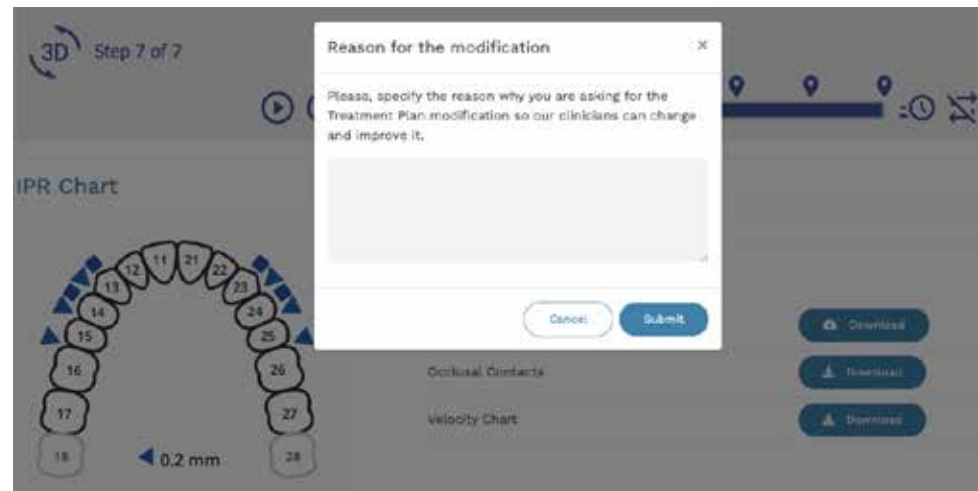 3D
Step 7 of 7
Reason for the modification
×
Please, specify the reason why you are asking for the
Treatment Plan modification so our clinicians can change
and improve it.
Cancel
Submit
IPR Chart
11
21
12
22
13
23
14
24
15
25
16
26
17
27
18
28
0.2 mm
Download
Occlusal Contacts
Download
Velocity Chart
Download